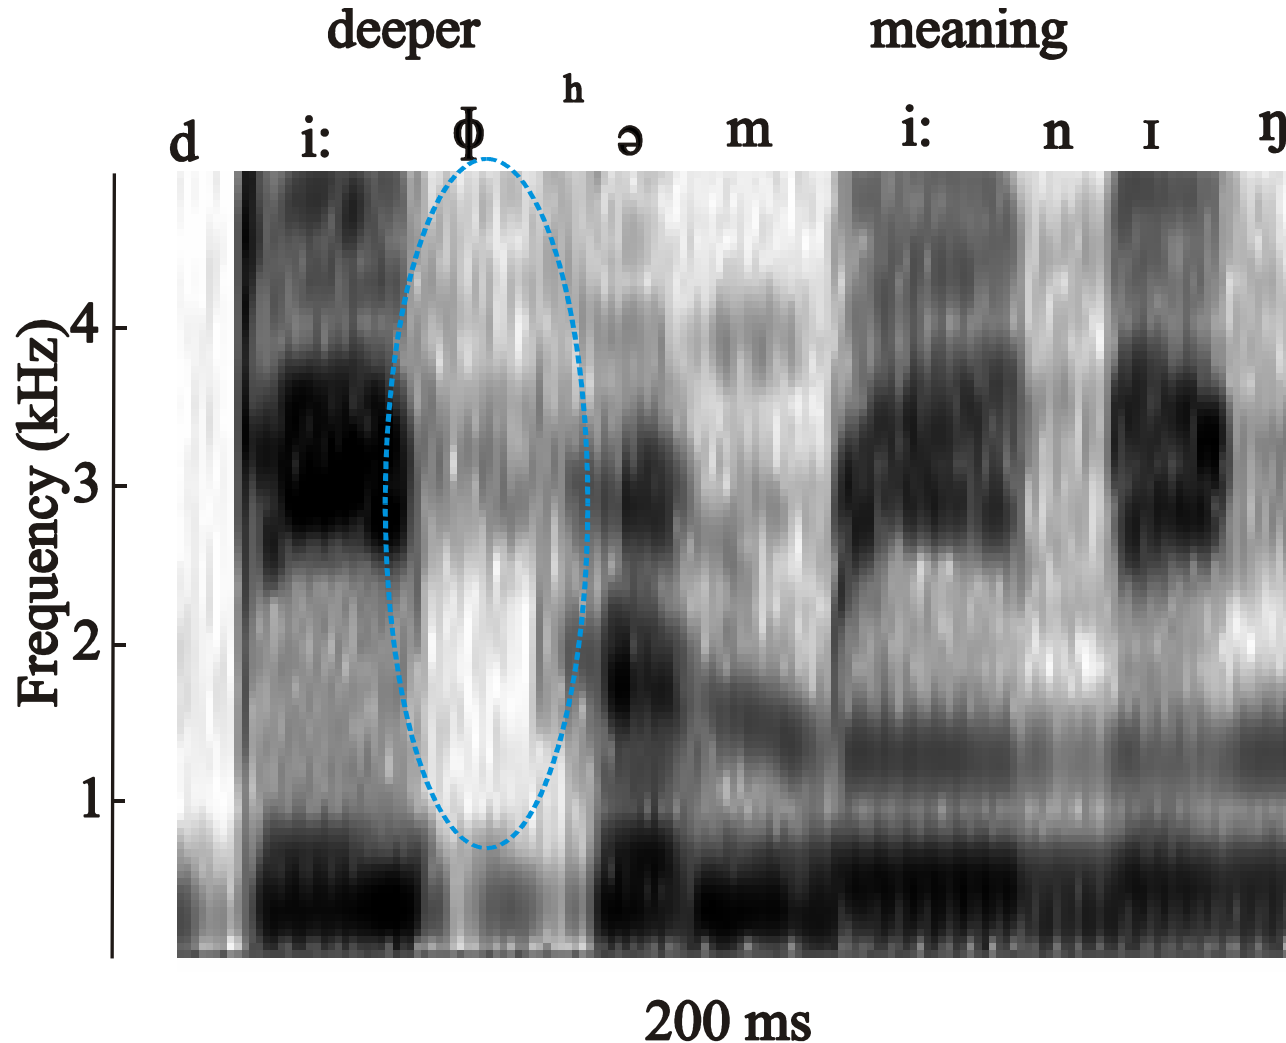 deeper meaning
d i: ɸ ʰ ə m i: n ɪ ŋ
Frequency (kHz)
4
3
2
1
200 ms